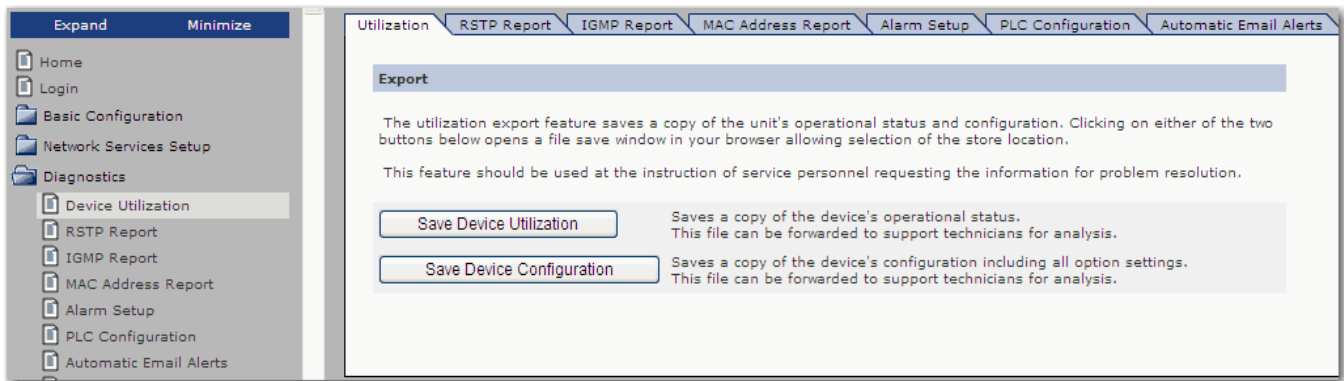 Expand Minimize
Home
Login
Basic Configuration
Network Services Setup
Diagnostics
Device Utilization
RSTP Report
IGMP Report
MAC Address Report
Alarm Setup
PLC Configuration
Automatic Email Alerts
Utilization RSTP Report IGMP Report MAC Address Report Alarm Setup PLC Configuration Automatic Email Alerts
Export
The utilization export feature saves a copy of the unit's operational status and configuration. Clicking on either of the two
buttons below opens a file save window in your browser allowing selection of the store location.
This feature should be used at the instruction of service personnel requesting the information for problem resolution.
Save Device Utilization
Saves a copy of the device's operational status.
This file can be forwarded to support technicians for analysis.
Save Device Configuration
Saves a copy of the device's configuration including all option settings.
This file can be forwarded to support technicians for analysis.